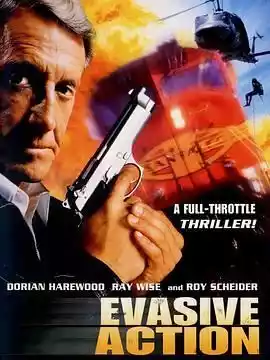 A FULL-THROTTLE
THRILLER!
DORIAN HAREWOOD RAY WISE and ROY SCHEIDER
EVASIVE
ACTION